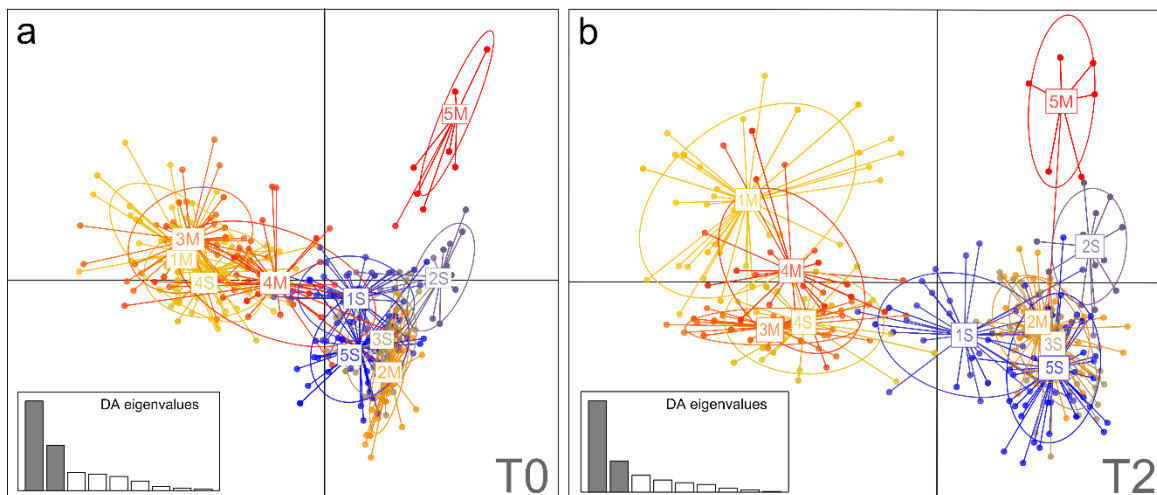 a
5M
3M
1M
4S
4M
2S
1S
3S
5S
2M
DA eigenvalues
T0
b
5M
1M
2S
4M
3M
4S
1S
2M
3S
5S
DA eigenvalues
T2